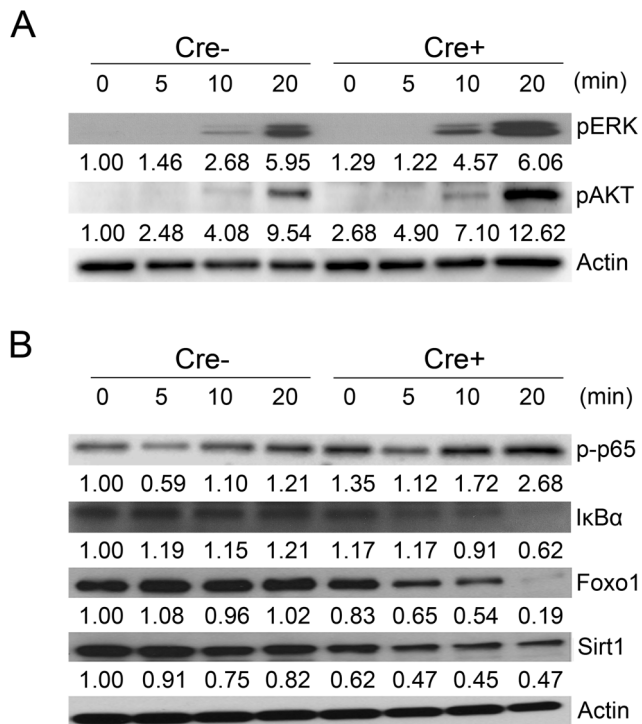 A
Cre- Cre+
0 5 10 20 0 5 10 20 (min)
pERK
1.00 1.46 2.68 5.95 1.29 1.22 4.57 6.06
pAKT
1.00 2.48 4.08 9.54 2.68 4.90 7.10 12.62
Actin
B
Cre- Cre+
0 5 10 20 0 5 10 20 (min)
p-p65
1.00 0.59 1.10 1.21 1.35 1.12 1.72 2.68
IκBα
1.00 1.19 1.15 1.21 1.17 1.17 0.91 0.62
Foxo1
1.00 1.08 0.96 1.02 0.83 0.65 0.54 0.19
Sirt1
1.00 0.91 0.75 0.82 0.62 0.47 0.45 0.47
Actin